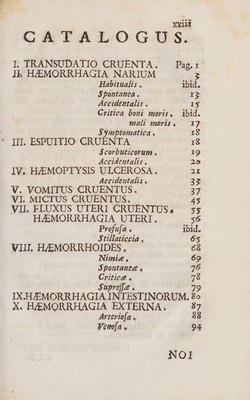 xxiii
CATALOGUS.
I. TRANSUDATIO CRUENTA. Pag. 1
II. HÆMORRHAGIA NARIUM 3
Habitualis. ibid.
Spontanea. 13
Accidentalis. 15
Critica boni moris. ibid.
mali moris. 17
Symptomatica. 18
III. ESPUITIO CRUENTA 18
Scorbuticorum. 19
Accidentalis. 20
IV. HÆMOPTYSIS ULCEROSA. 21
Accidentalis. 33
V. VOMITUS CRUENTUS. 37
VI. MICTUS CRUENTUS. 45
VII. FLUXUS UTERI CRUENTUS. 55
HÆMORRHAGIA UTERI. 56
Profuſa ibid.
Stillaticia. 65
VIII. HÆMORRHOIDES. 68
Nimiæ. 69
Spontaneæ 76
Criticæ. 78
Suppreſſæ. 79
IX. HÆMORRHAGIA INTESTINORUM. 80
X. HÆMORRHAGIA EXTERNA. 87
Arterioſa. 88
Venoſa. 94
NOI